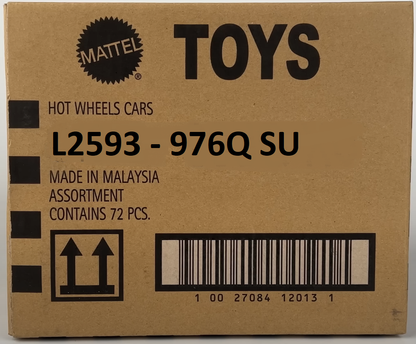 MATTEL
®
TOYS
HOT WHEELS CARS
L2593 - 976Q SU
MADE IN MALAYSIA
ASSORTMENT
CONTAINS 72 PCS.
1 00 27084 12013 1